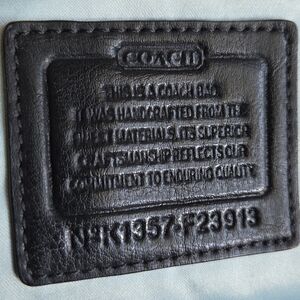 COACH
THIS IS A COACH BAG.
IT WAS HANDCRAFTED FROM THE
FINEST MATERIALS. ITS SUPERIOR
CRAFTSMANSHIP REFLECTS OUR
COMMITMENT TO ENDURING QUALITY.
NºK1357-F23913